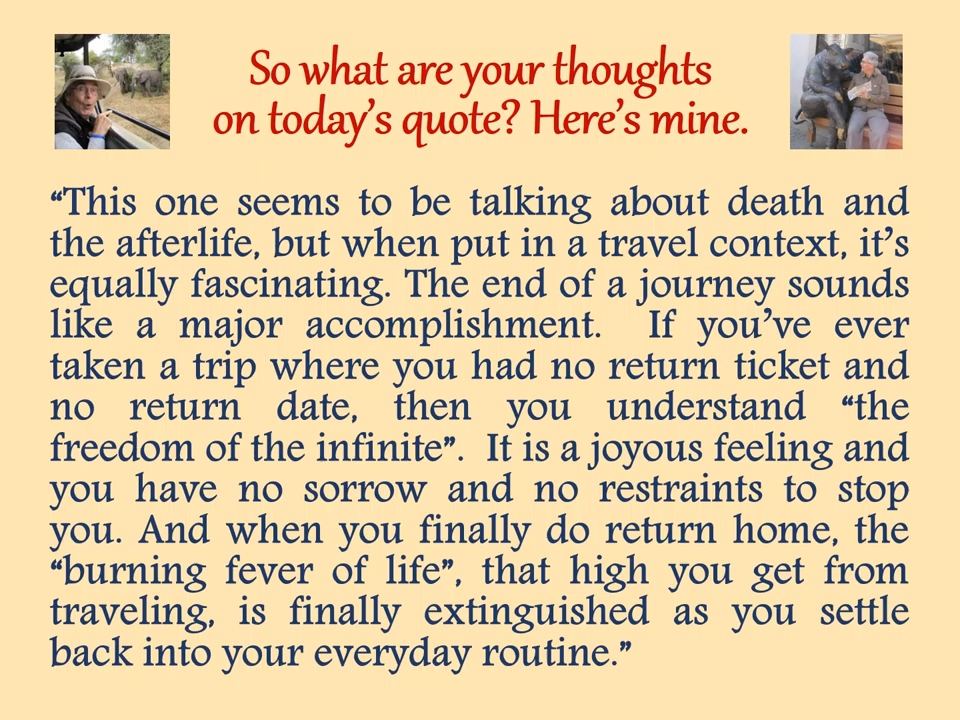 So what are your thoughts
on today’s quote? Here’s mine.
“This one seems to be talking about death and
the afterlife, but when put in a travel context, it’s
equally fascinating. The end of a journey sounds
like a major accomplishment.  If you’ve ever
taken a trip where you had no return ticket and
no return date, then you understand “the
freedom of the infinite”.  It is a joyous feeling and
you have no sorrow and no restraints to stop
you. And when you finally do return home, the
“burning fever of life”, that high you get from
traveling, is finally extinguished as you settle
back into your everyday routine.”